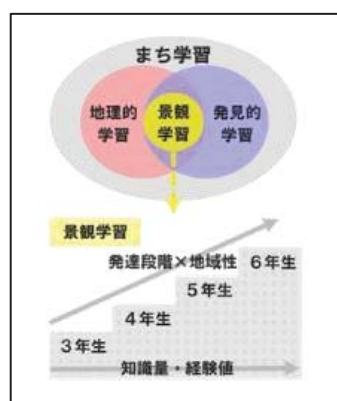 まち学習
地理的
学習
景観
学習
発見的
学習
景観学習
発達段階×地域性
6年生
5年生
4年生
3年生
知識量・経験値